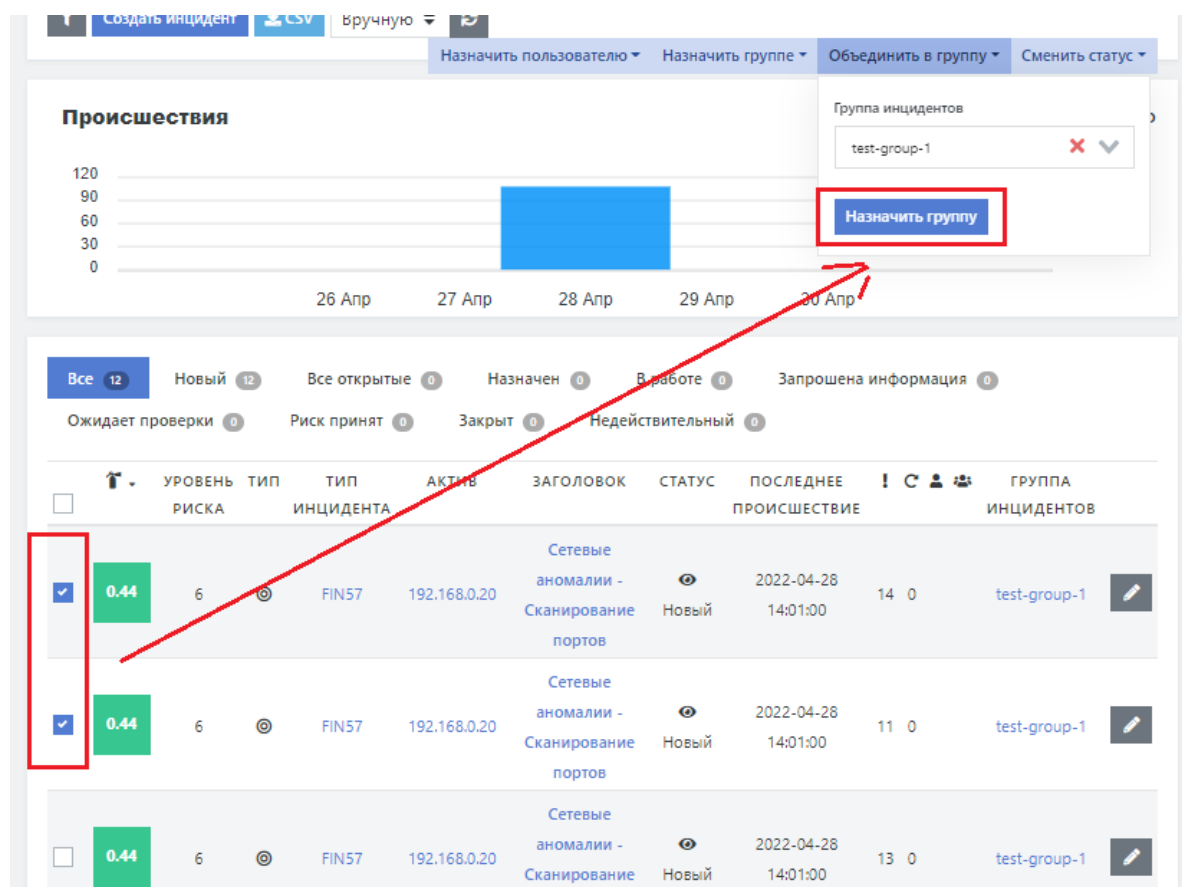 Создать инцидент CSV Вручную
Назначить пользователю Назначить группе Объединить в группу Сменить статус
Происшествия
Группа инцидентов
test-group-1
Назначить группу
120
90
60
30
0
26 Апр 27 Апр 28 Апр 29 Апр 30 Апр
Все 12 Новый 12 Все открытые 0 Назначен 0 В работе 0 Запрошена информация 0
Ожидает проверки 0 Риск принят 0 Закрыт 0 Недействительный 0
УРОВЕНЬ ТИП ТИП АКТИВ ЗАГОЛОВОК СТАТУС ПОСЛЕДНЕЕ ГРУППА
РИСКА ИНЦИДЕНТА ПРОИСШЕСТВИЕ ИНЦИДЕНТОВ
Сетевые
0.44 6 FIN57 192.168.0.20 аномалии - 2022-04-28 14 0 test-group-1
Сканирование Новый 14:01:00
портов
Сетевые
0.44 6 FIN57 192.168.0.20 аномалии - 2022-04-28 11 0 test-group-1
Сканирование Новый 14:01:00
портов
Сетевые
0.44 6 FIN57 192.168.0.20 аномалии - 2022-04-28 13 0 test-group-1
Сканирование Новый 14:01:00